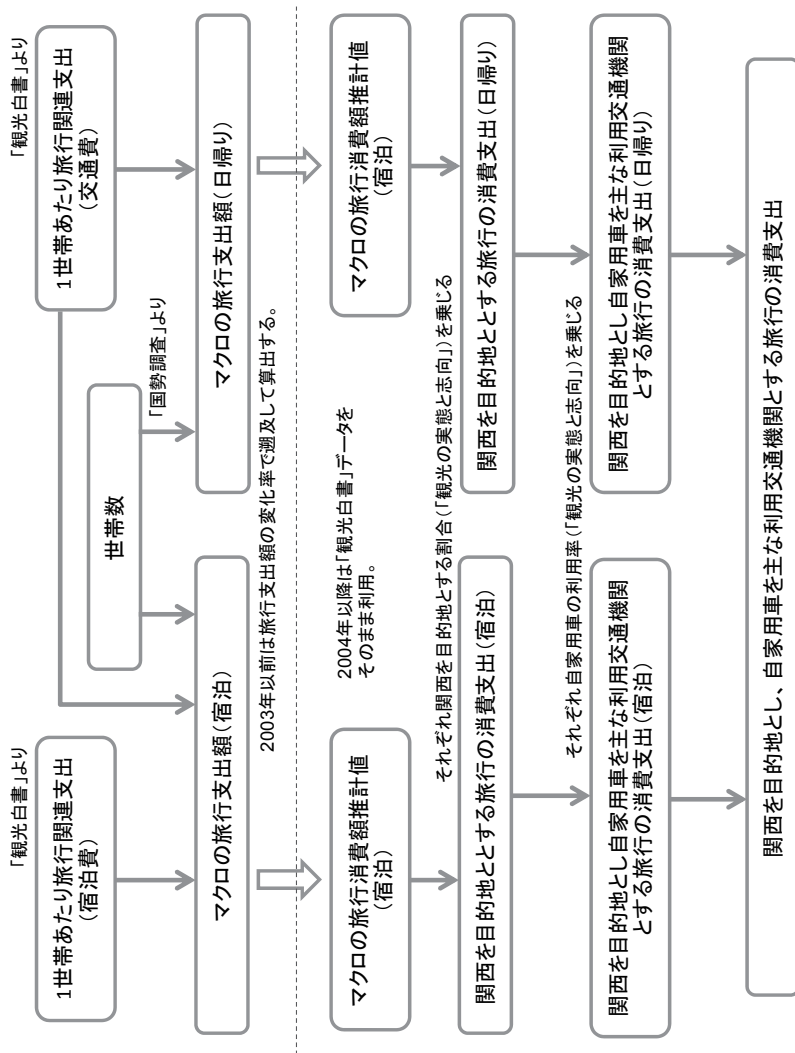 「観光白書」より
1世帯あたり旅行関連支出
(宿泊費)
「観光白書」より
1世帯あたり旅行関連支出
(交通費)
世帯数
「国勢調査」より
マクロの旅行支出額(宿泊)
マクロの旅行支出額(日帰り)
2003年以前は旅行支出額の変化率で遡及して算出する。
2004年以降は「観光白書」データを
そのまま利用。
マクロの旅行消費額推計値
(宿泊)
マクロの旅行消費額推計値
(宿泊)
それぞれ関西を目的地とする割合(「観光の実態と志向」)を乗じる
関西を目的地ととする旅行の消費支出(宿泊)
関西を目的地ととする旅行の消費支出(日帰り)
それぞれ自家用車の利用率(「観光の実態と志向」)を乗じる
関西を目的地とし自家用車を主な利用交通機関
とする旅行の消費支出(宿泊)
関西を目的地とし自家用車を主な利用交通機関
とする旅行の消費支出(日帰り)
関西を目的地とし、自家用車を主な利用交通機関とする旅行の消費支出